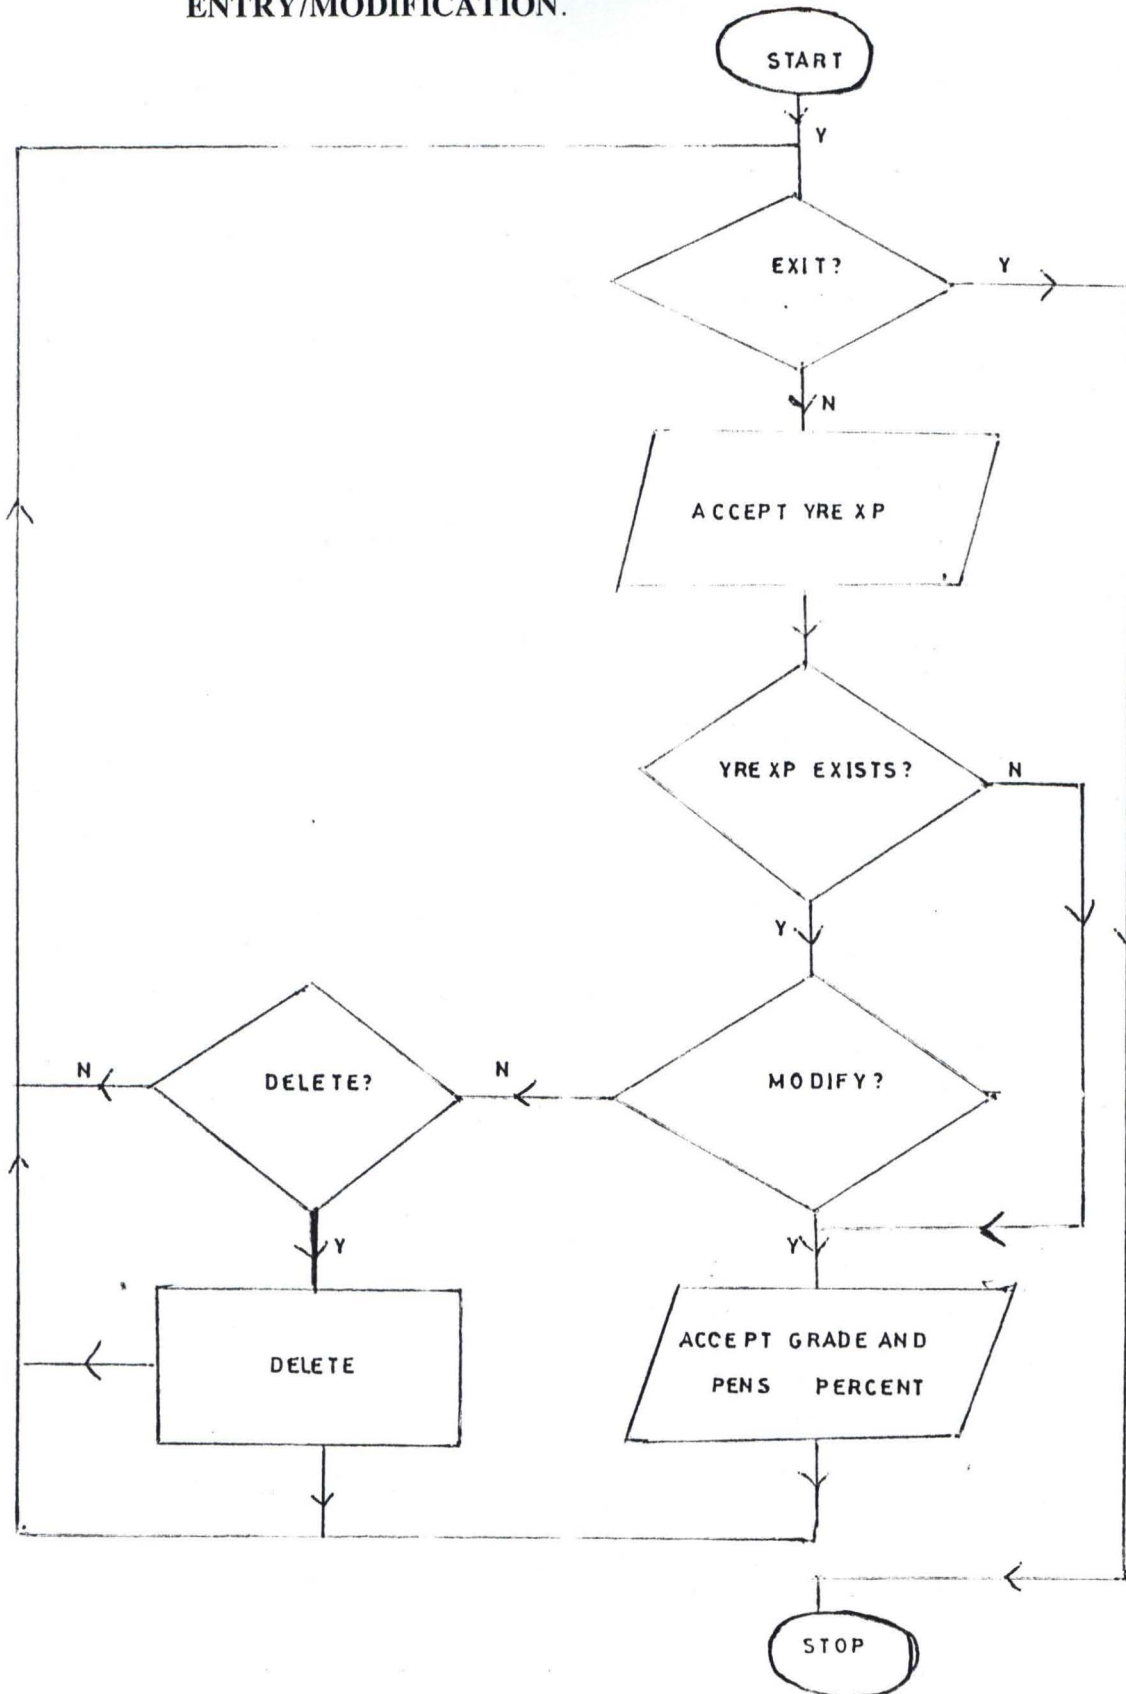 ENTRY/MODIFICATION.
START
Y
EXIT?
Y
N
ACCEPT YREXP
YREXP EXISTS?
N
Y
N
DELETE?
N
MODIFY?
Y
Y
DELETE
ACCEPT GRADE AND
PENS PERCENT
STOP